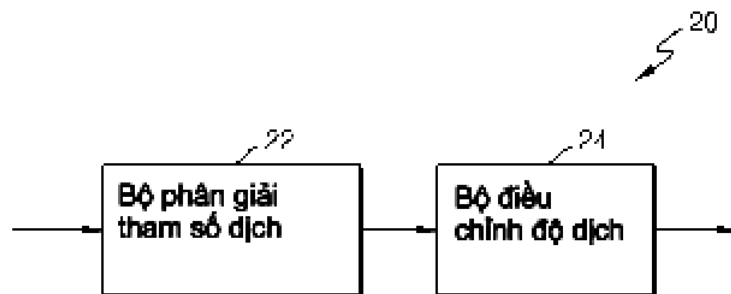 20
22
24
Bộ phân giải
tham số dịch
Bộ điều
chỉnh độ dịch